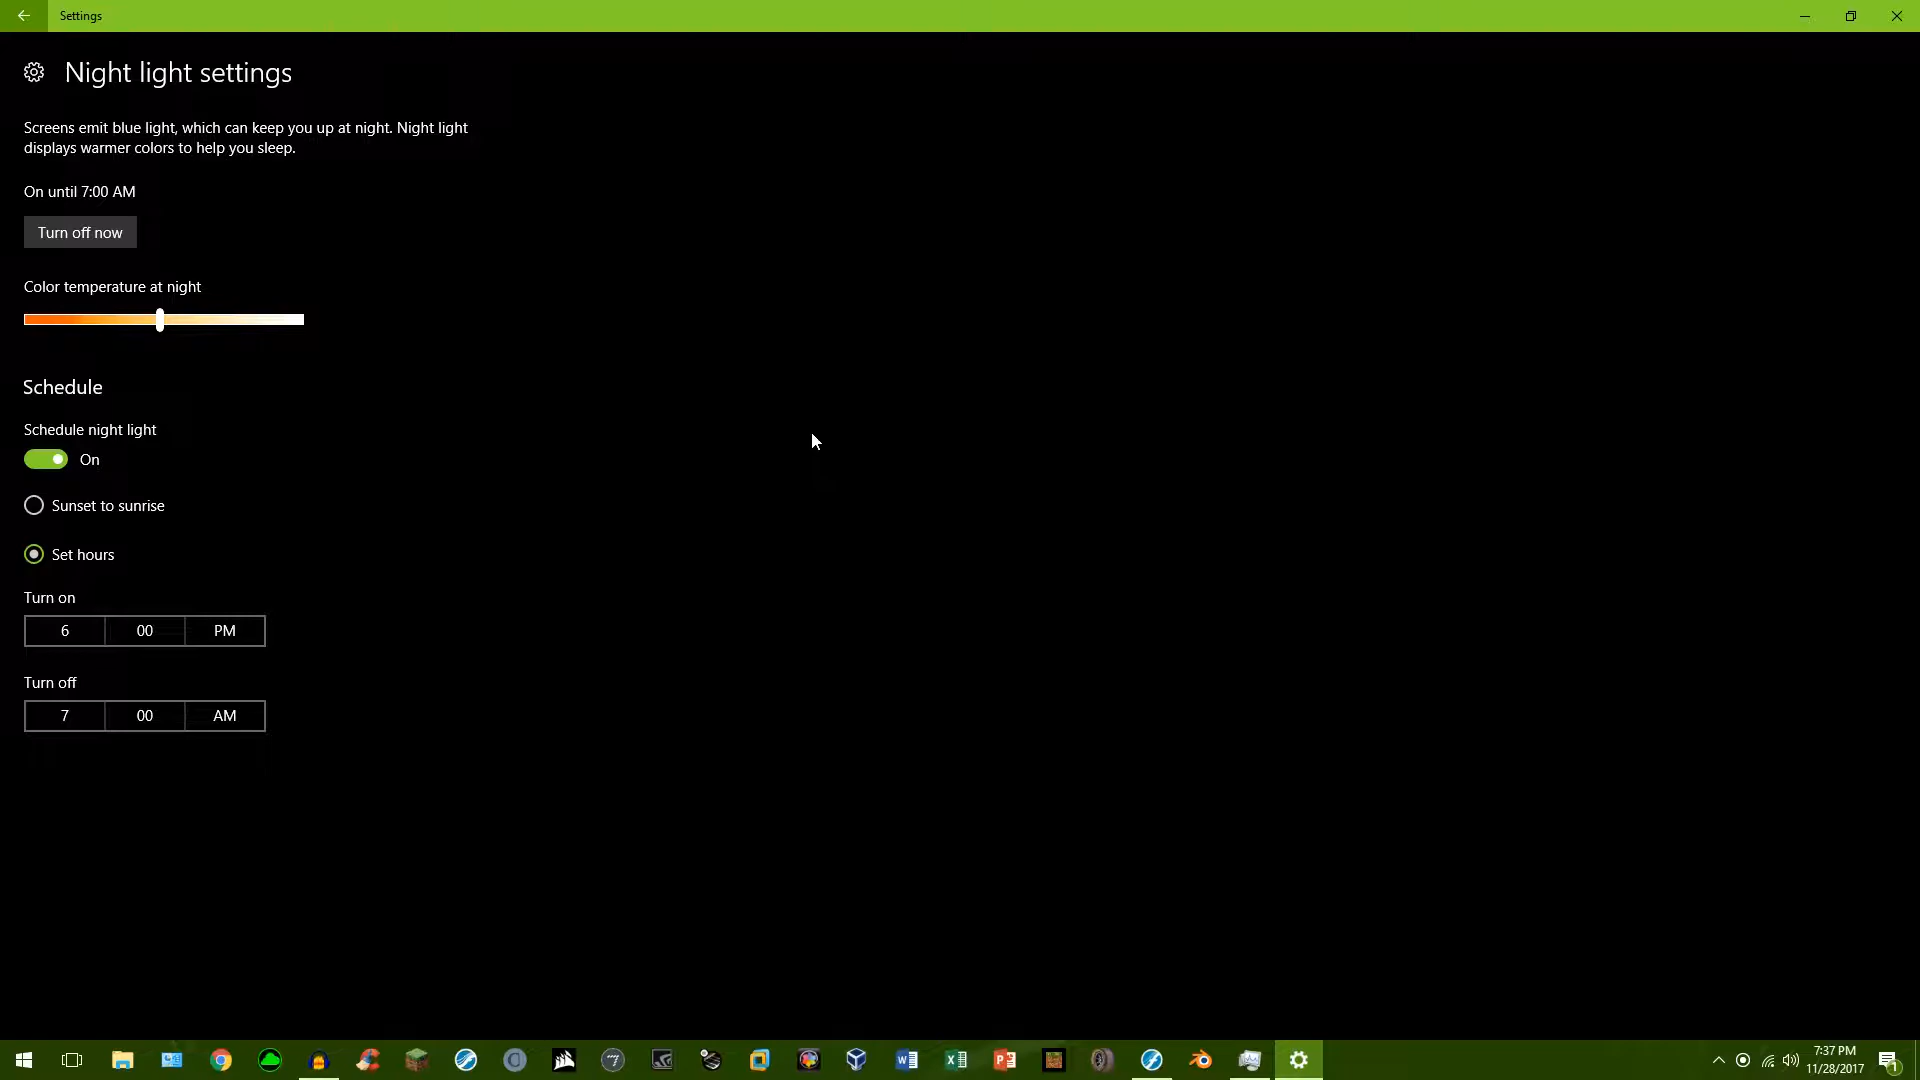 Settings
Night light settings
Screens emit blue light, which can keep you up at night. Night light
displays warmer colors to help you sleep.
On until 7:00 AM
Turn off now
Color temperature at night
Schedule
Schedule night light
On
Sunset to sunrise
Set hours
Turn on
6 00 PM
Turn off
7 00 AM
7:37 PM
11/28/2017
1